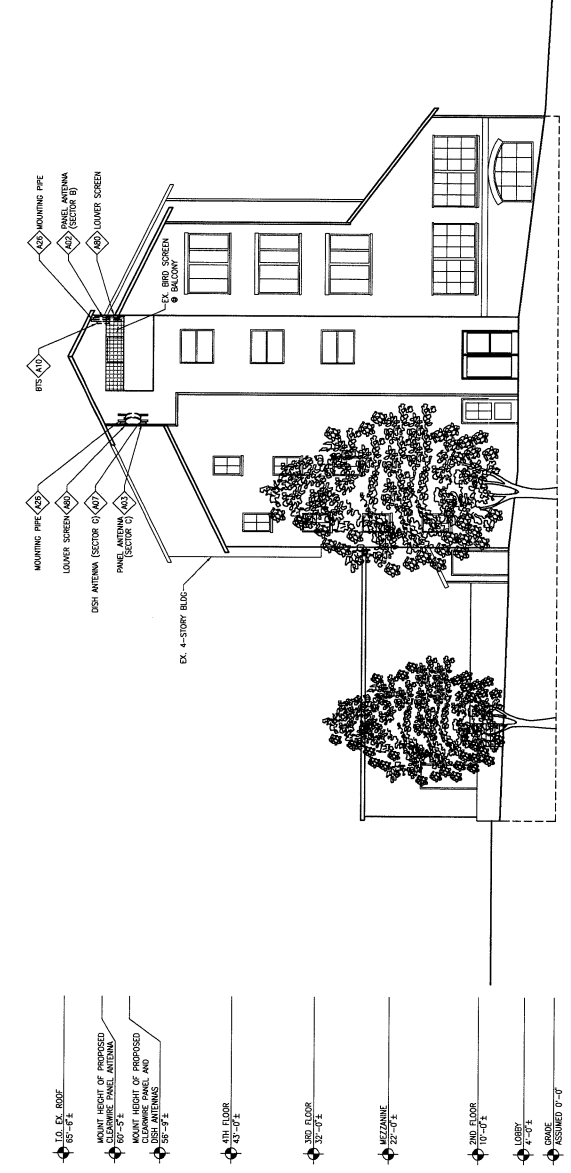 MOUNTING PIPE A26
LOUVER SCREEN A80
DISH ANTENNA (SECTOR C) A07
PANEL ANTENNA
(SECTOR C) A03
BTS A10
A26 MOUNTING PIPE
A02 PANEL ANTENNA
(SECTOR B)
A80 LOUVER SCREEN
EX. BIRD SCREEN
@ BALCONY
EX. 4-STORY BLDG
T.O. EX. ROOF
65'-6"±
MOUNT HEIGHT OF PROPOSED
CLEARWIRE PANEL ANTENNA
60'-5"±
MOUNT HEIGHT OF PROPOSED
CLEARWIRE PANEL AND
DISH ANTENNAS
56'-9"±
4TH FLOOR
43'-0"±
3RD FLOOR
32'-0"±
MEZZANINE
22'-0"±
2ND FLOOR
10'-0"±
LOBBY
4'-0"±
GRADE
ASSUMED 0'-0"